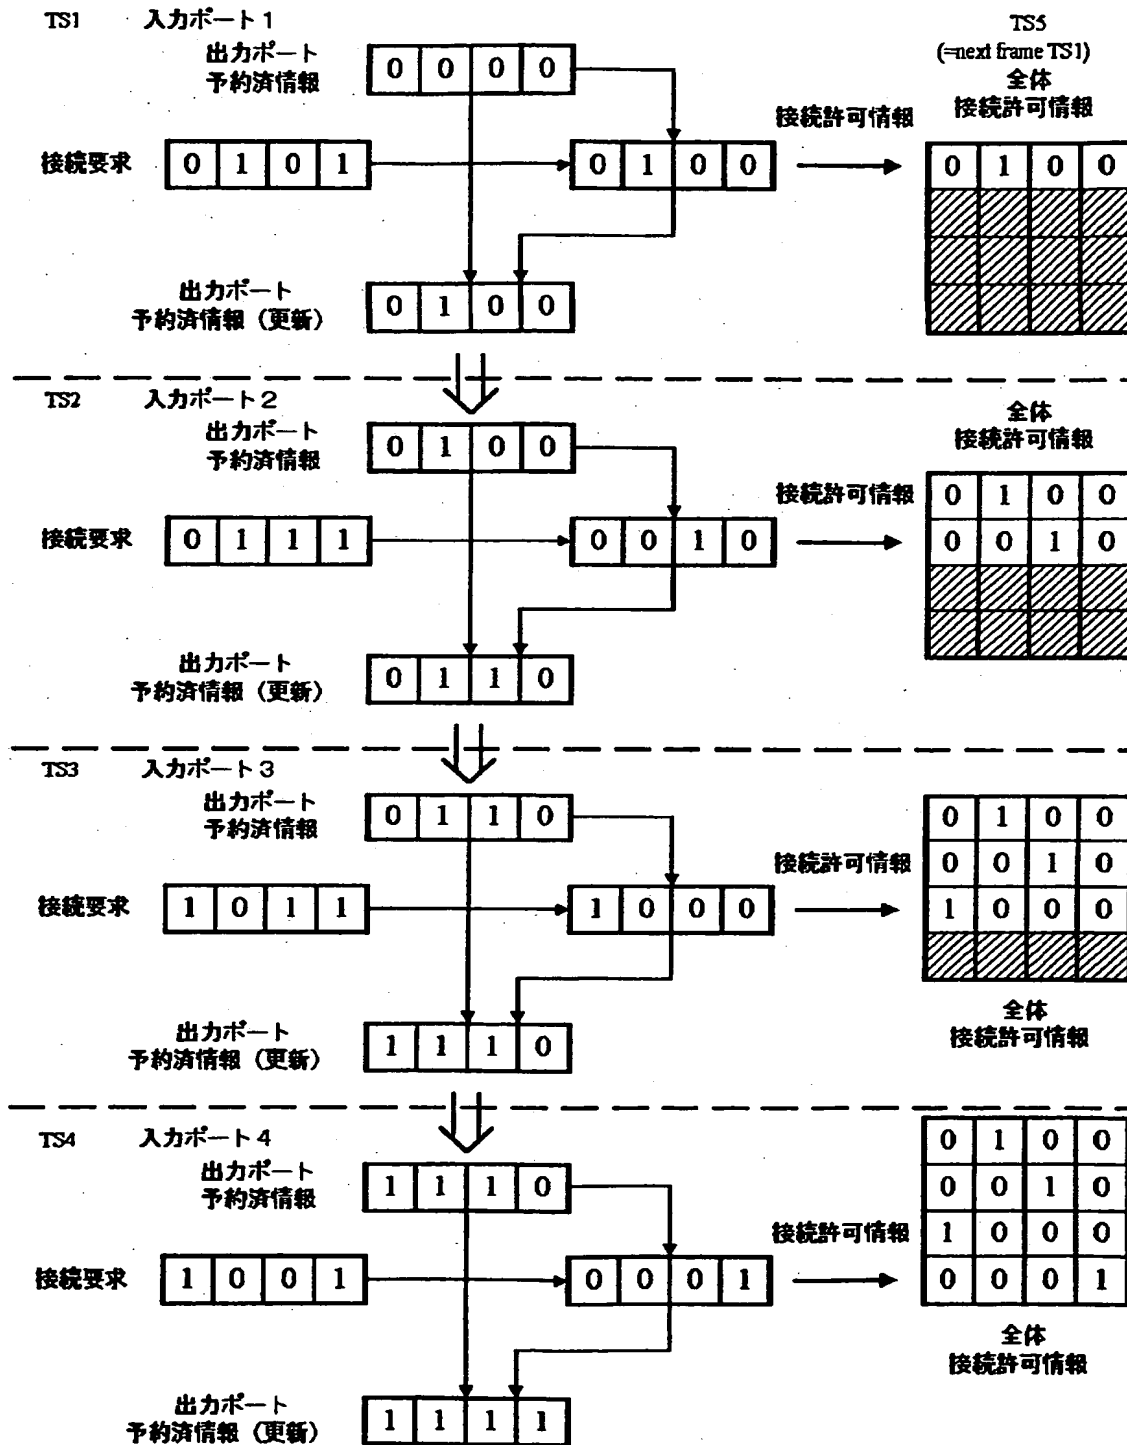 TS1 入力ポート1
出力ポート
予約済情報
0 0 0 0
TS5
(=next frame TS1)
全体
接続許可情報
接続要求
0 1 0 1
0 1 0 0
接続許可情報
0 1 0 0
出力ポート
予約済情報（更新）
0 1 0 0
TS2 入力ポート2
出力ポート
予約済情報
0 1 0 0
全体
接続許可情報
接続要求
0 1 1 1
0 0 1 0
接続許可情報
0 1 0 0
0 0 1 0
出力ポート
予約済情報（更新）
0 1 1 0
TS3 入力ポート3
出力ポート
予約済情報
0 1 1 0
接続要求
1 0 1 1
1 0 0 0
接続許可情報
0 1 0 0
0 0 1 0
1 0 0 0
全体
接続許可情報
出力ポート
予約済情報（更新）
1 1 1 0
TS4 入力ポート4
出力ポート
予約済情報
1 1 1 0
接続要求
1 0 0 1
0 0 0 1
接続許可情報
0 1 0 0
0 0 1 0
1 0 0 0
0 0 0 1
全体
接続許可情報
出力ポート
予約済情報（更新）
1 1 1 1